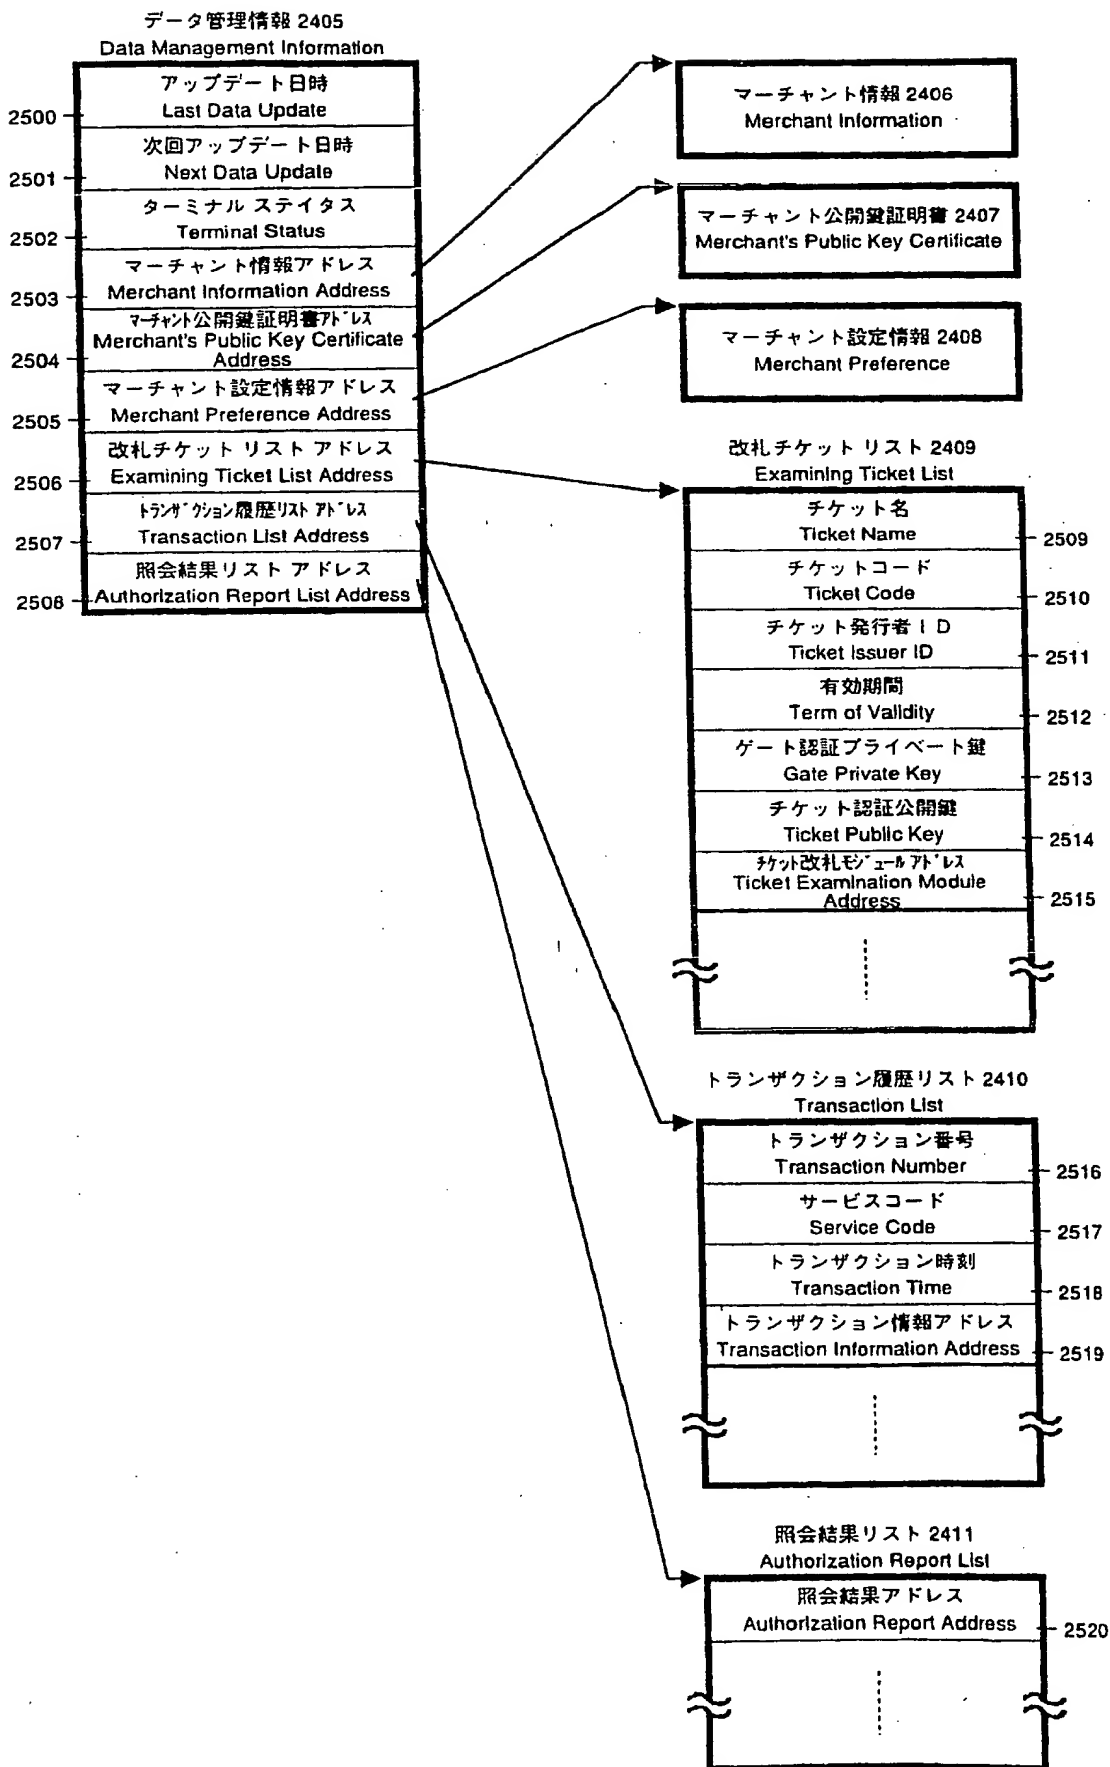 データ管理情報 2405
Data Management Information
アップデート日時
Last Data Update
2500
次回アップデート日時
Next Data Update
2501
ターミナル ステイタス
Terminal Status
2502
マーチャント情報アドレス
Merchant Information Address
2503
マーチャント公開鍵証明書アドレス
Merchant's Public Key Certificate
Address
2504
マーチャント設定情報アドレス
Merchant Preference Address
2505
改札チケット リスト アドレス
Examining Ticket List Address
2506
トランザクション履歴リスト アドレス
Transaction List Address
2507
照会結果リスト アドレス
Authorization Report List Address
2508
マーチャント情報 2406
Merchant Information
マーチャント公開鍵証明書 2407
Merchant's Public Key Certificate
マーチャント設定情報 2408
Merchant Preference
改札チケット リスト 2409
Examining Ticket List
チケット名
Ticket Name
2509
チケットコード
Ticket Code
2510
チケット発行者ID
Ticket Issuer ID
2511
有効期間
Term of Validity
2512
ゲート認証プライベート鍵
Gate Private Key
2513
チケット認証公開鍵
Ticket Public Key
2514
チケット改札モジュールアドレス
Ticket Examination Module
Address
2515
トランザクション履歴リスト 2410
Transaction List
トランザクション番号
Transaction Number
2516
サービスコード
Service Code
2517
トランザクション時刻
Transaction Time
2518
トランザクション情報アドレス
Transaction Information Address
2519
照会結果リスト 2411
Authorization Report List
照会結果アドレス
Authorization Report Address
2520